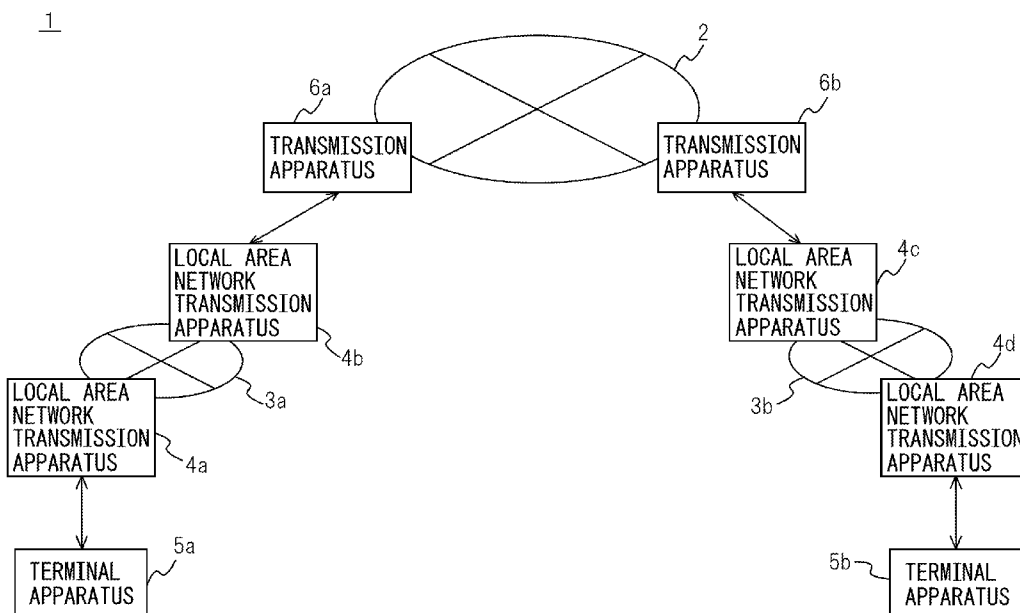 1
2
6a
6b
TRANSMISSION
APPARATUS
TRANSMISSION
APPARATUS
LOCAL AREA
NETWORK
TRANSMISSION
APPARATUS
4b
LOCAL AREA
NETWORK
TRANSMISSION
APPARATUS
4c
3a
3b
4d
LOCAL AREA
NETWORK
TRANSMISSION
APPARATUS
4a
LOCAL AREA
NETWORK
TRANSMISSION
APPARATUS
TERMINAL
APPARATUS
5a
5b
TERMINAL
APPARATUS